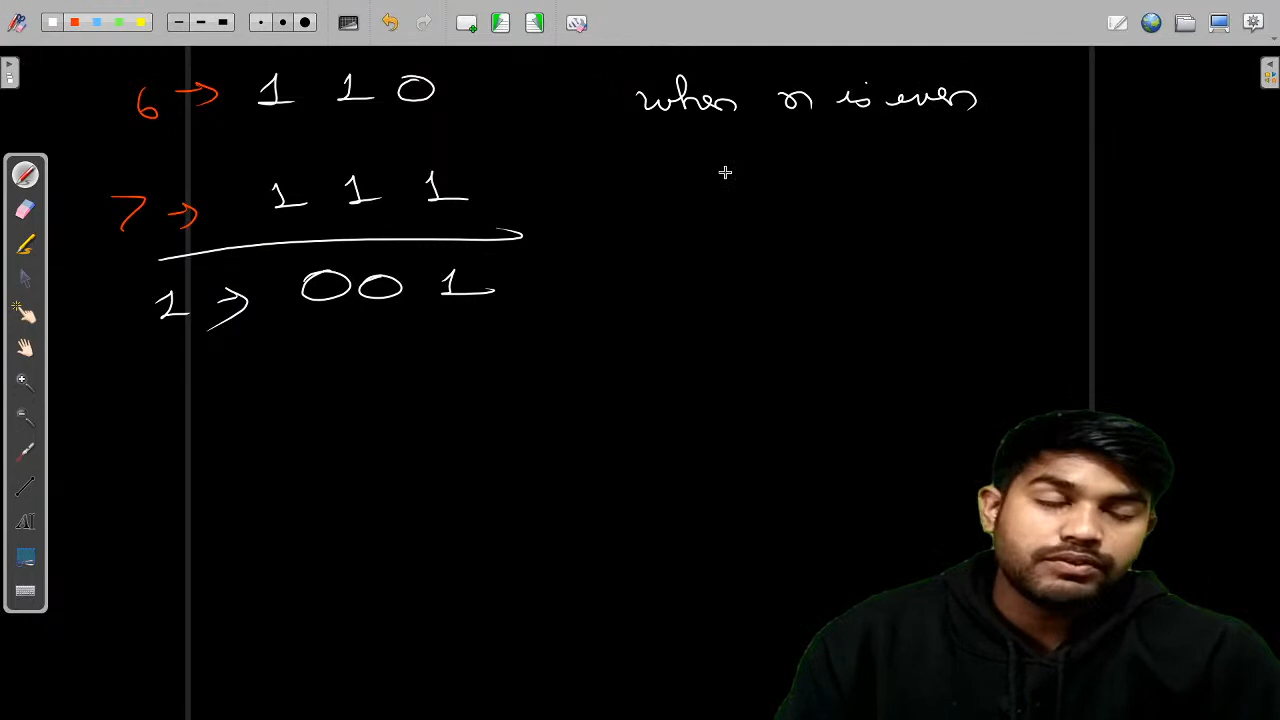 6 → 1 1 0
when n is even
7 → 1 1 1
1 → 0 0 1